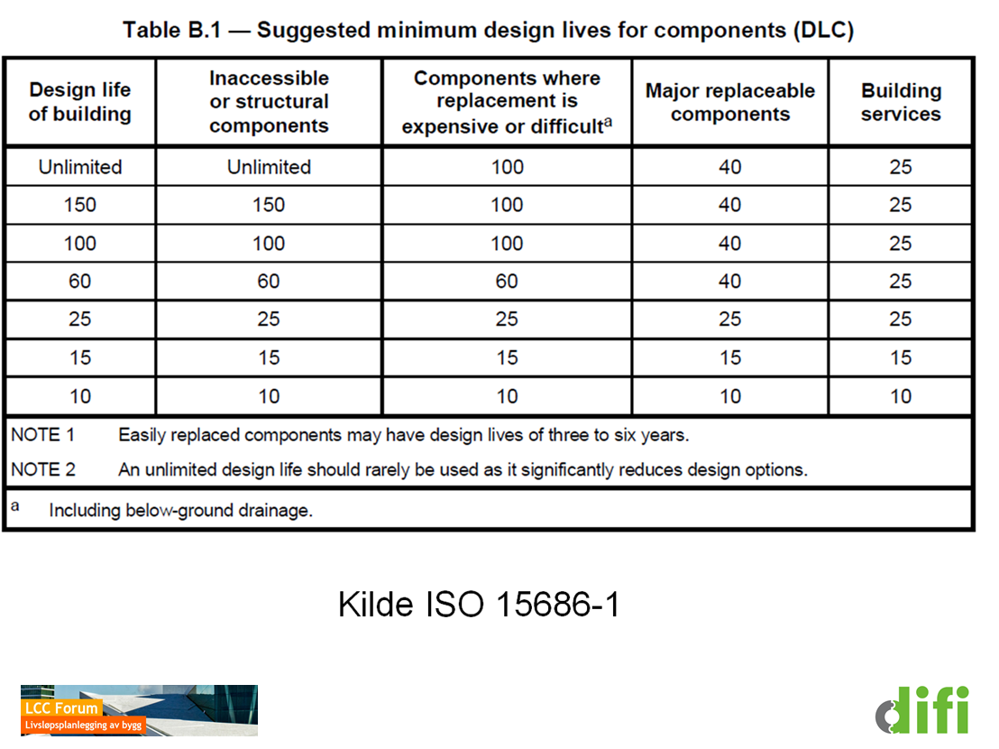 Table B.1 — Suggested minimum design lives for components (DLC)
Design life of building | Inaccessible or structural components | Components where replacement is expensive or difficultᵃ | Major replaceable components | Building services
Unlimited | Unlimited | 100 | 40 | 25
150 | 150 | 100 | 40 | 25
100 | 100 | 100 | 40 | 25
60 | 60 | 60 | 40 | 25
25 | 25 | 25 | 25 | 25
15 | 15 | 15 | 15 | 15
10 | 10 | 10 | 10 | 10
NOTE 1 Easily replaced components may have design lives of three to six years.
NOTE 2 An unlimited design life should rarely be used as it significantly reduces design options.
ᵃ Including below-ground drainage.
Kilde ISO 15686-1
LCC Forum
Livsløpsplanlegging av bygg
difi